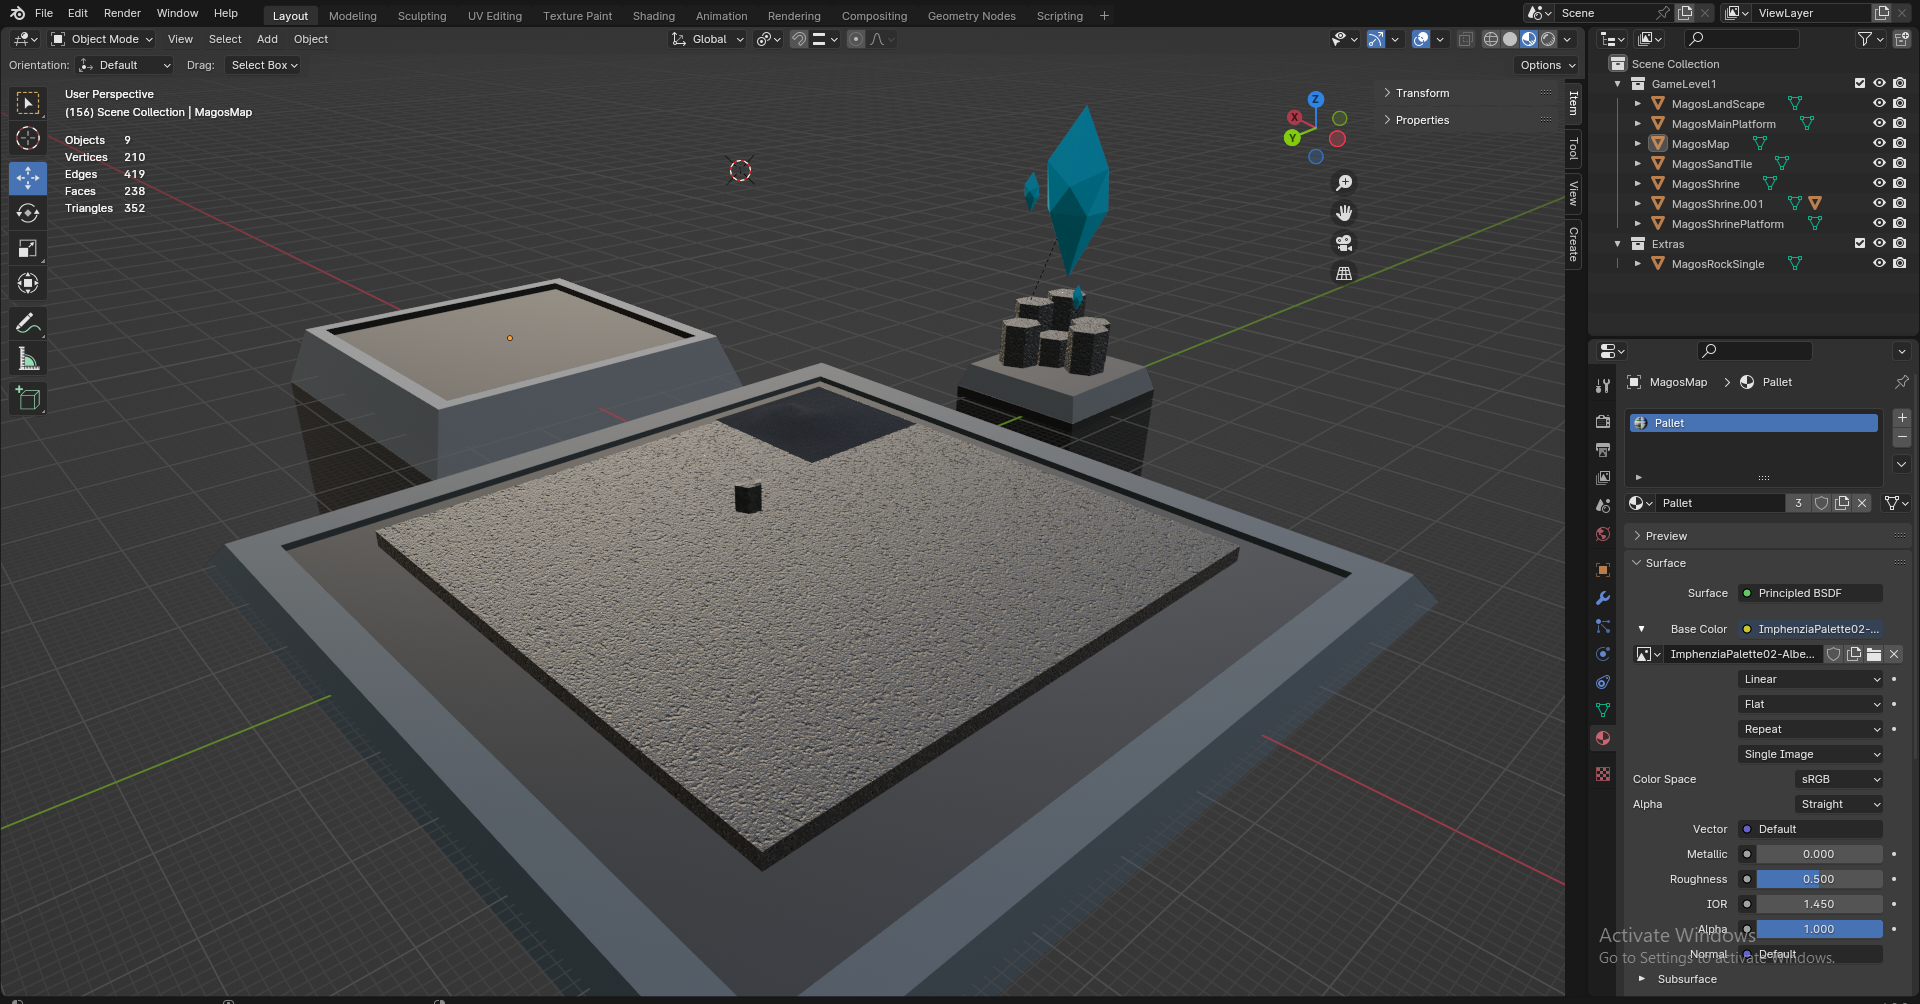 File Edit Render Window Help Layout Modeling Sculpting UV Editing Texture Paint Shading Animation Rendering Compositing Geometry Nodes Scripting + Scene ViewLayer
Object Mode View Select Add Object Global
Orientation: Default Drag: Select Box Options
User Perspective
(156) Scene Collection | MagosMap
Objects 9
Vertices 210
Edges 419
Faces 238
Triangles 352
Z
X
Y
Transform
Properties
Item
Tool
View
Create
Scene Collection
GameLevel1
MagosLandScape
MagosMainPlatform
MagosMap
MagosSandTile
MagosShrine
MagosShrine.001
MagosShrinePlatform
Extras
MagosRockSingle
MagosMap > Pallet
Pallet
Pallet 3
Preview
Surface
Surface Principled BSDF
Base Color ImphenziaPalette02-...
ImphenziaPalette02-Albe...
Linear
Flat
Repeat
Single Image
Color Space sRGB
Alpha Straight
Vector Default
Metallic 0.000
Roughness 0.500
IOR 1.450
Alpha 1.000
Normal Default
Subsurface
Activate Windows
Go to Settings to activate Windows.